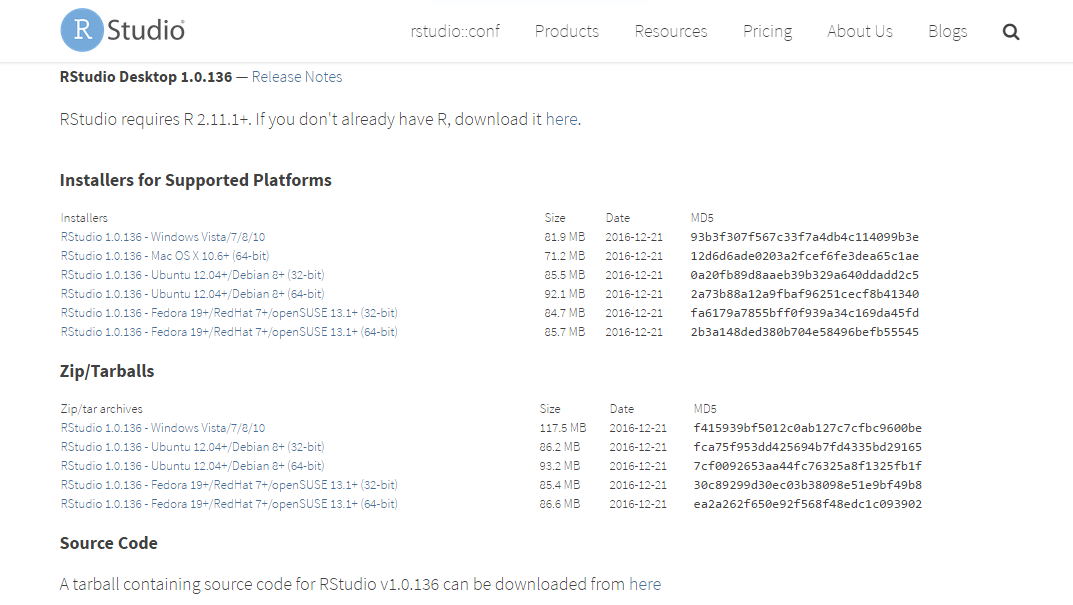 R Studio®
rstudio::conf Products Resources Pricing About Us Blogs
RStudio Desktop 1.0.136 — Release Notes
RStudio requires R 2.11.1+. If you don't already have R, download it here.
Installers for Supported Platforms
Installers Size Date MD5
RStudio 1.0.136 - Windows Vista/7/8/10 81.9 MB 2016-12-21 93b3f307f567c33f7a4db4c114099b3e
RStudio 1.0.136 - Mac OS X 10.6+ (64-bit) 71.2 MB 2016-12-21 12d6d6ade0203a2fcef6fe3dea65c1ae
RStudio 1.0.136 - Ubuntu 12.04+/Debian 8+ (32-bit) 85.5 MB 2016-12-21 0a20fb89d8aaeb39b329a640ddadd2c5
RStudio 1.0.136 - Ubuntu 12.04+/Debian 8+ (64-bit) 92.1 MB 2016-12-21 2a73b88a12a9fbaf96251cecf8b41340
RStudio 1.0.136 - Fedora 19+/RedHat 7+/openSUSE 13.1+ (32-bit) 84.7 MB 2016-12-21 fa6179a7855bff0f939a34c169da45fd
RStudio 1.0.136 - Fedora 19+/RedHat 7+/openSUSE 13.1+ (64-bit) 85.7 MB 2016-12-21 2b3a148ded380b704e58496befb55545
Zip/Tarballs
Zip/tar archives Size Date MD5
RStudio 1.0.136 - Windows Vista/7/8/10 117.5 MB 2016-12-21 f415939bf5012c0ab127c7cfbc9600be
RStudio 1.0.136 - Ubuntu 12.04+/Debian 8+ (32-bit) 86.2 MB 2016-12-21 fca75f953dd425694b7fd4335bd29165
RStudio 1.0.136 - Ubuntu 12.04+/Debian 8+ (64-bit) 93.2 MB 2016-12-21 7cf0092653aa44fc76325a8f1325fb1f
RStudio 1.0.136 - Fedora 19+/RedHat 7+/openSUSE 13.1+ (32-bit) 85.4 MB 2016-12-21 30c89299d30ec03b38098e51e9bf49b8
RStudio 1.0.136 - Fedora 19+/RedHat 7+/openSUSE 13.1+ (64-bit) 86.6 MB 2016-12-21 ea2a262f650e92f568f48edc1c093902
Source Code
A tarball containing source code for RStudio v1.0.136 can be downloaded from here